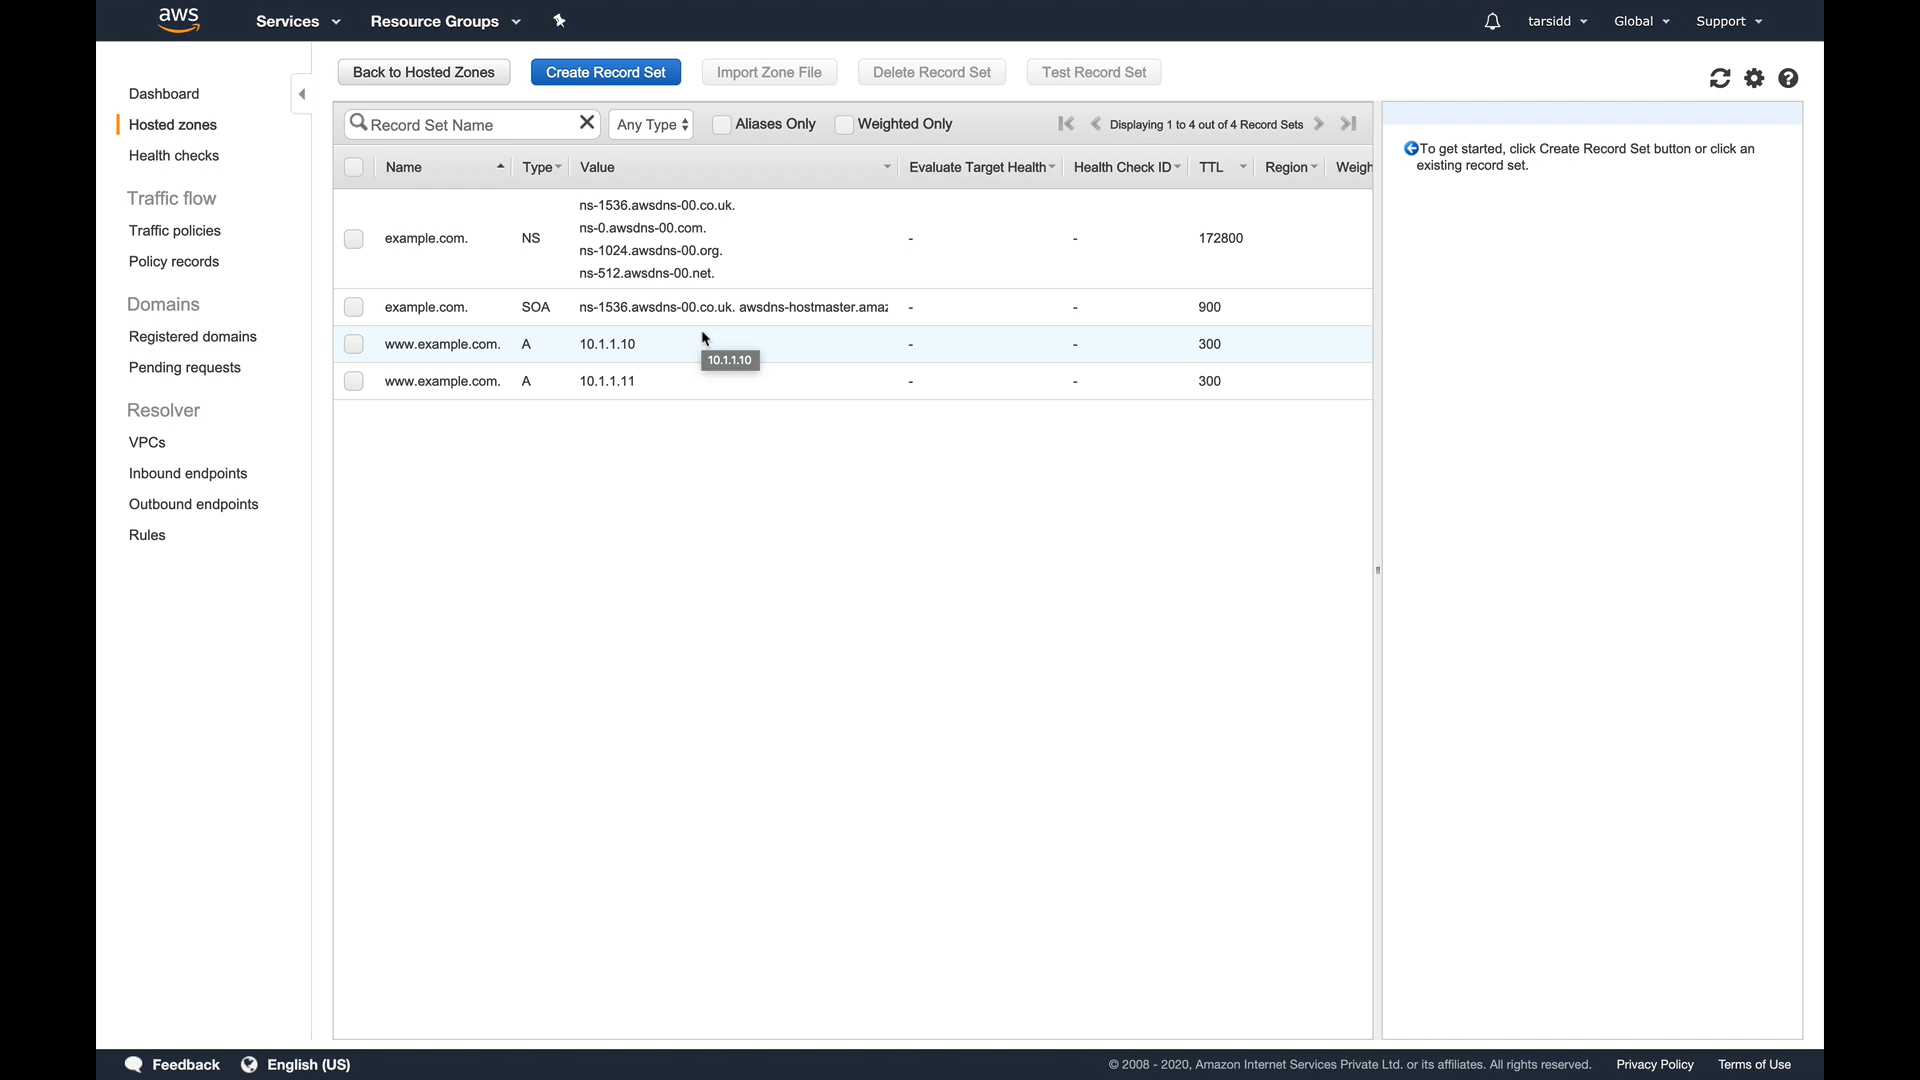 aws Services Resource Groups tarsidd Global Support
Back to Hosted Zones Create Record Set Import Zone File Delete Record Set Test Record Set
Dashboard
Hosted zones
Health checks
Traffic flow
Traffic policies
Policy records
Domains
Registered domains
Pending requests
Resolver
VPCs
Inbound endpoints
Outbound endpoints
Rules
Record Set Name Any Type Aliases Only Weighted Only Displaying 1 to 4 out of 4 Record Sets
Name Type Value Evaluate Target Health Health Check ID TTL Region Weigh
ns-1536.awsdns-00.co.uk.
ns-0.awsdns-00.com.
example.com. NS - - 172800
ns-1024.awsdns-00.org.
ns-512.awsdns-00.net.
example.com. SOA ns-1536.awsdns-00.co.uk. awsdns-hostmaster.amaz - - 900
www.example.com. A 10.1.1.10 - - 300
10.1.1.10
www.example.com. A 10.1.1.11 - - 300
To get started, click Create Record Set button or click an
existing record set.
Feedback English (US) © 2008 - 2020, Amazon Internet Services Private Ltd. or its affiliates. All rights reserved. Privacy Policy Terms of Use